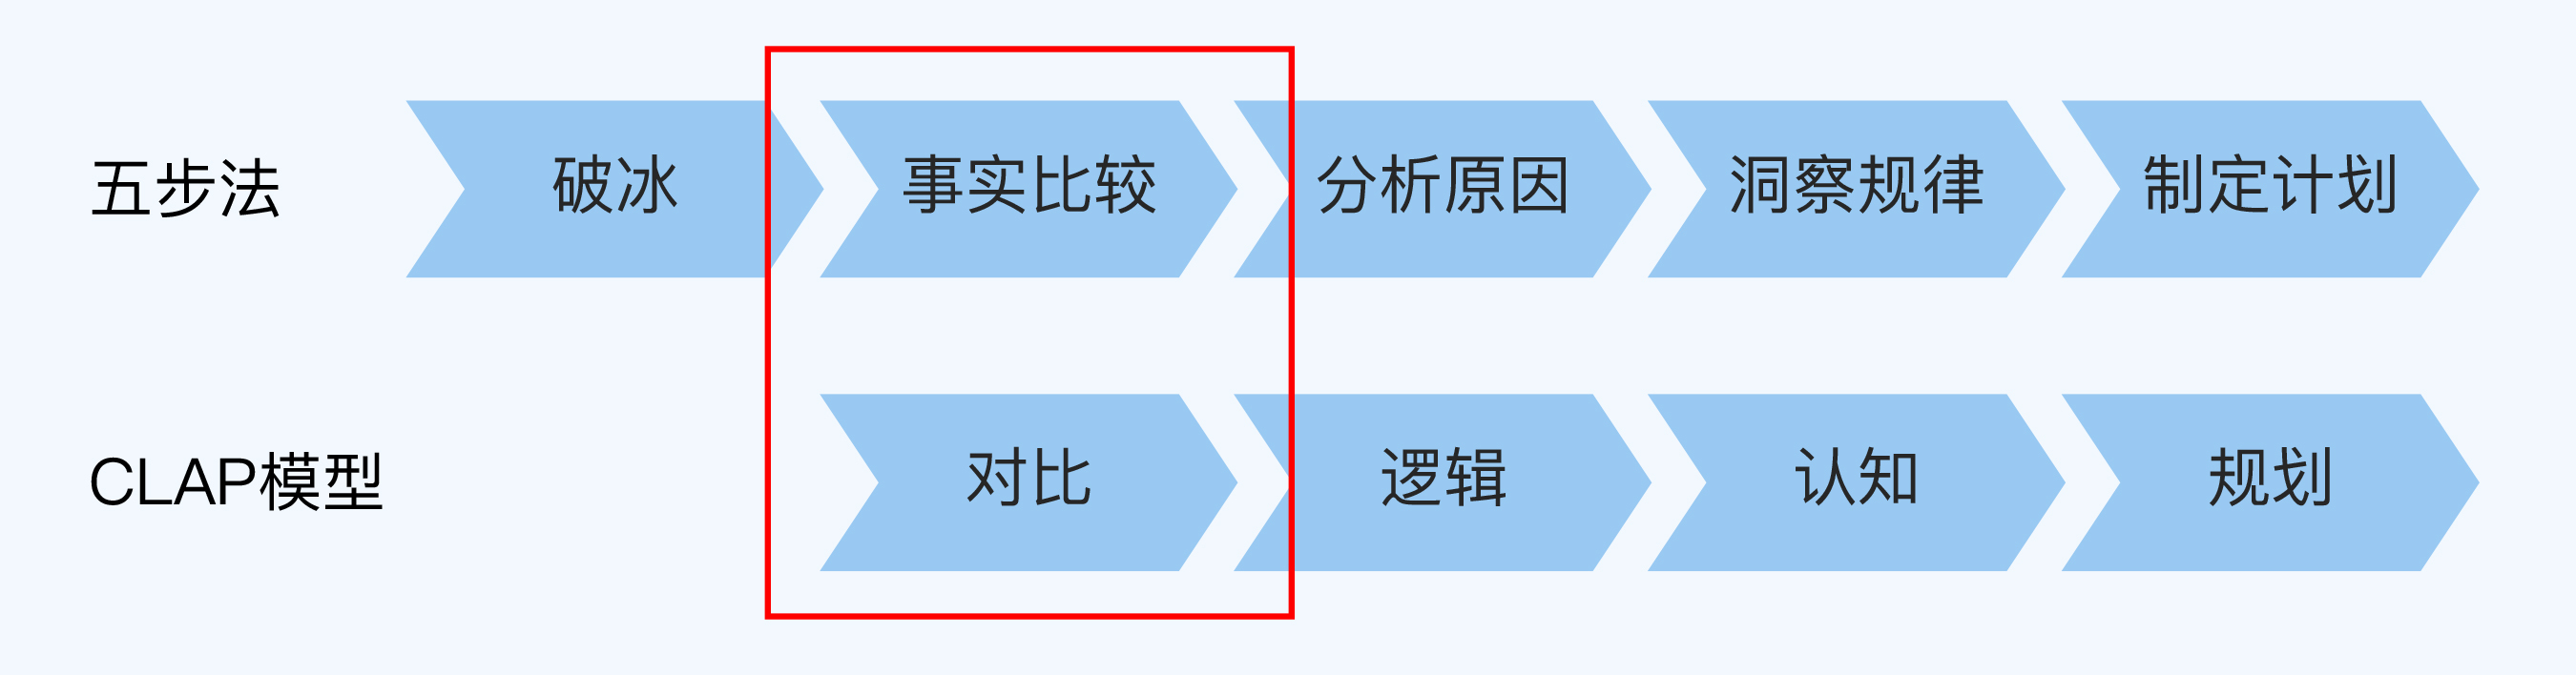 五步法 破冰 事实比较 分析原因 洞察规律 制定计划
CLAP模型 对比 逻辑 认知 规划